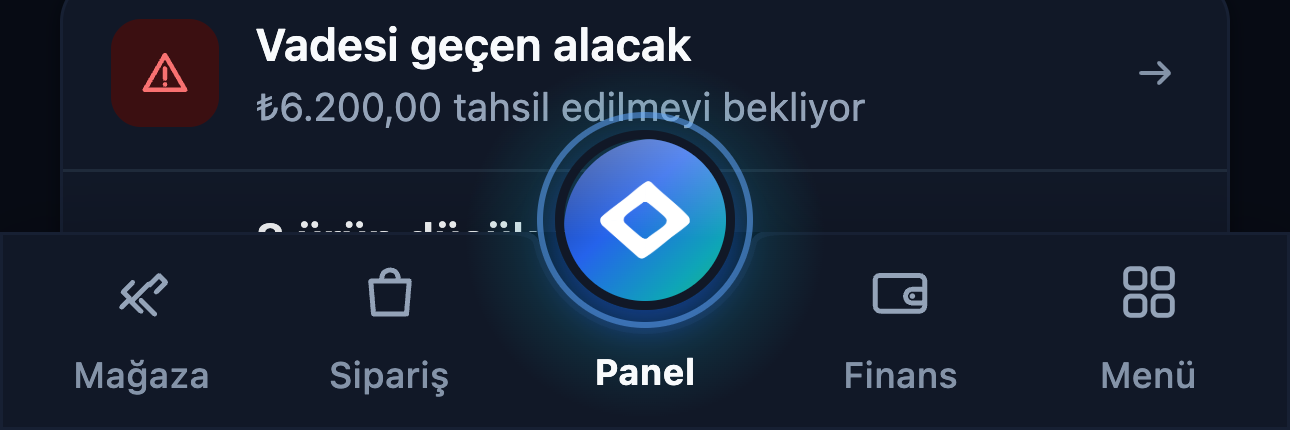 Vadesi geçen alacak
₺6.200,00 tahsil edilmeyi bekliyor
Mağaza
Sipariş
Panel
Finans
Menü